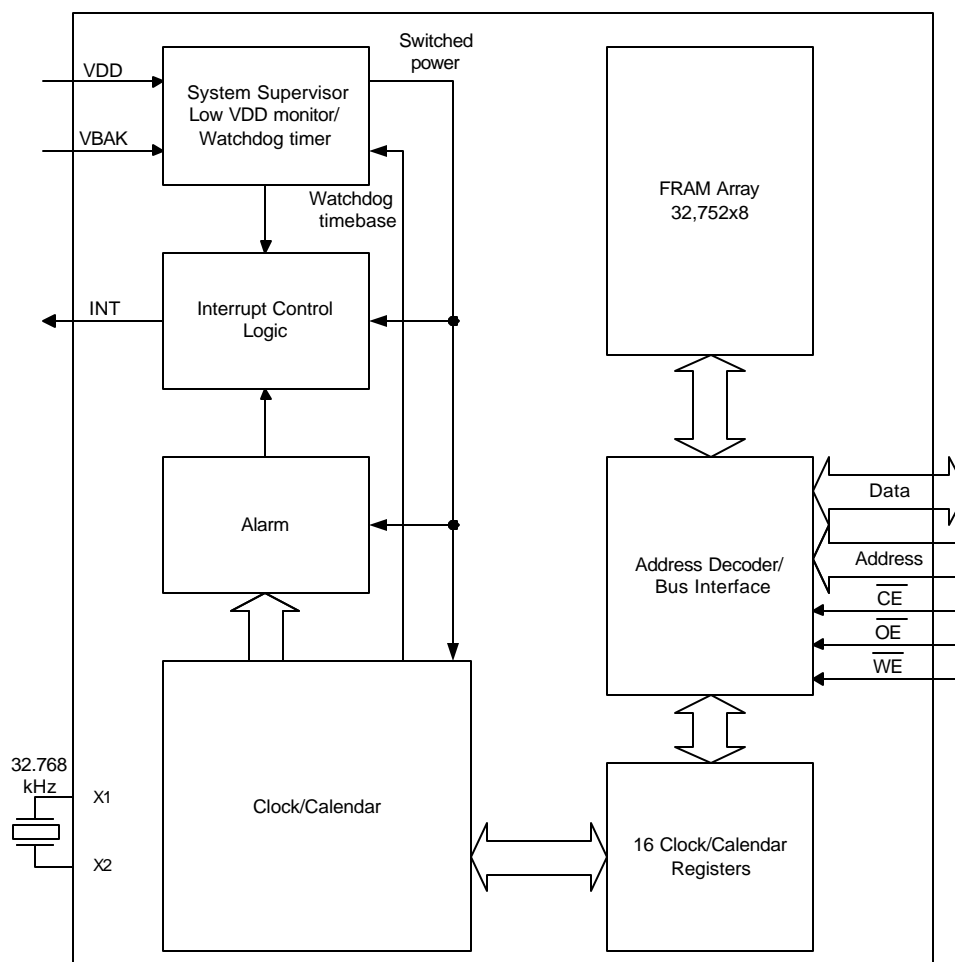 Switched
power
VDD
System Supervisor
Low VDD monitor/
Watchdog timer
VBAK
Watchdog
timebase
FRAM Array
32,752x8
INT
Interrupt Control
Logic
Alarm
Data
Address Decoder/
Bus Interface
Address
CE
OE
WE
32.768
kHz
X1
X2
Clock/Calendar
16 Clock/Calendar
Registers